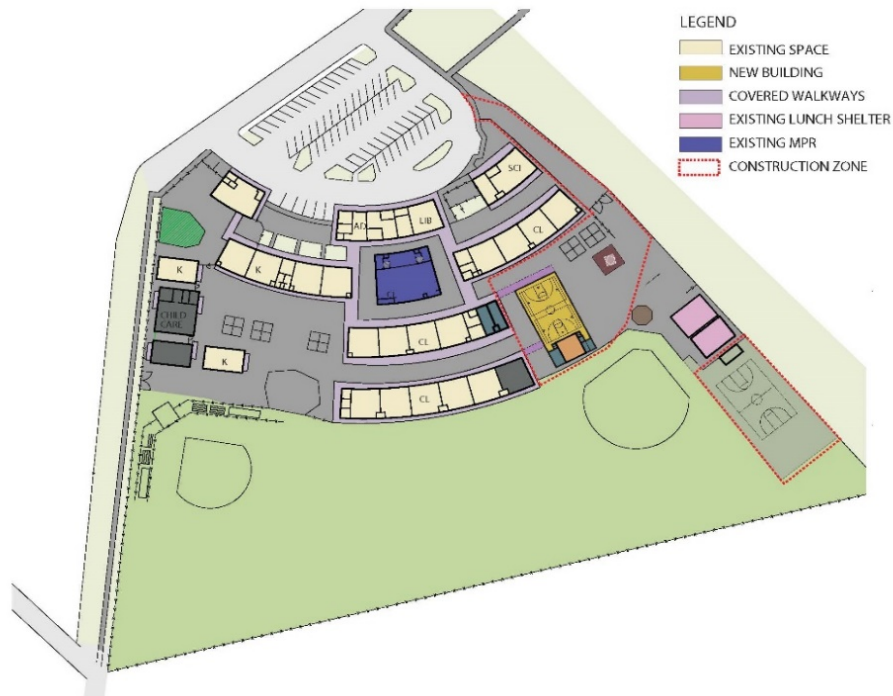 LEGEND
EXISTING SPACE
NEW BUILDING
COVERED WALKWAYS
EXISTING LUNCH SHELTER
EXISTING MPR
CONSTRUCTION ZONE
SCI
AD
LIB
CL
K
K
CHILD
CARE
K
CL
CL